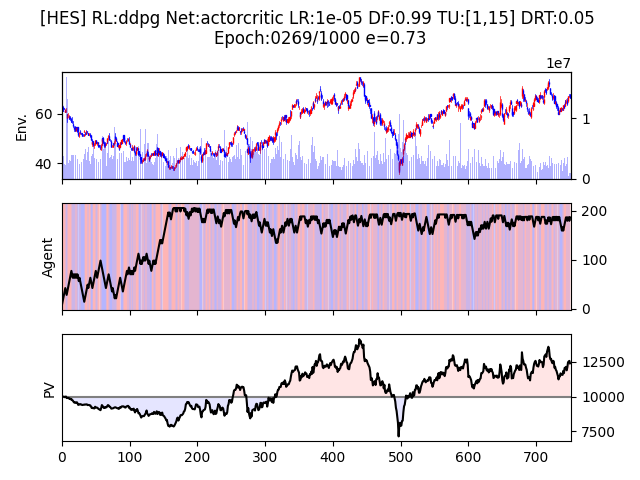 [HES] RL:ddpg Net:actorcritic LR:1e-05 DF:0.99 TU:[1,15] DRT:0.05
Epoch:0269/1000 e=0.73
1e7
Env.
60
40
1
0
Agent
200
100
0
PV
12500
10000
7500
0 100 200 300 400 500 600 700